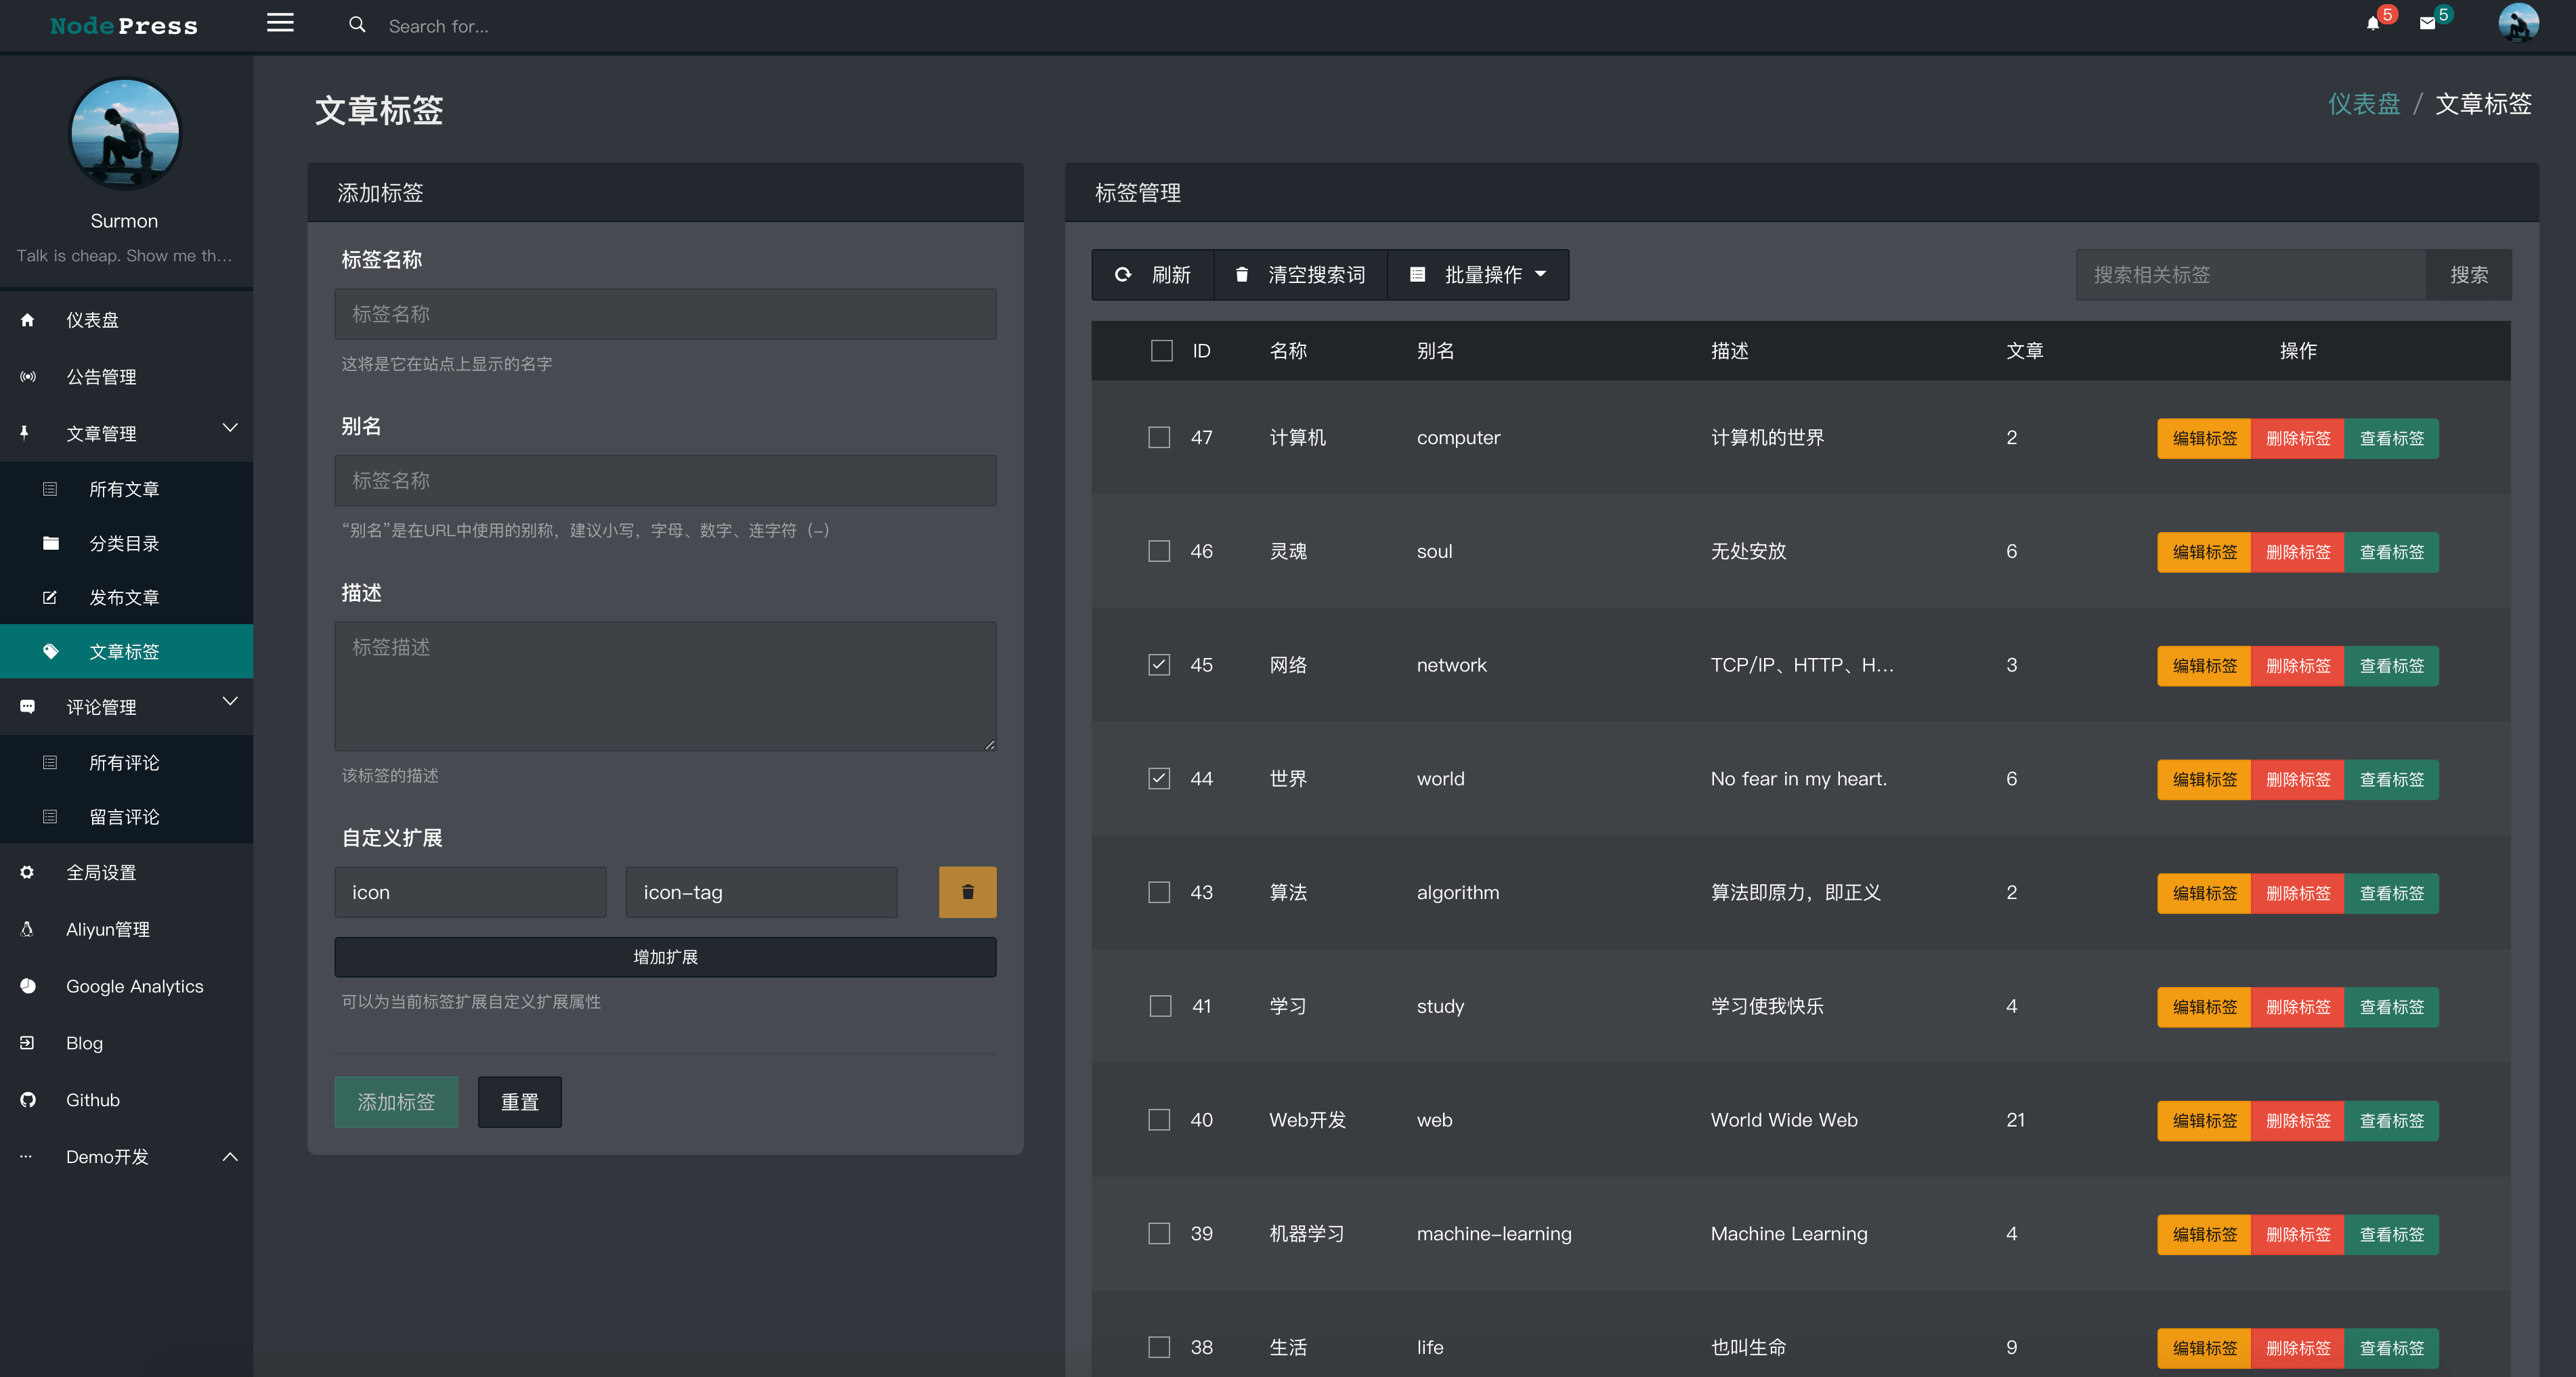 NodePress
Search for...
5
5
Surmon
Talk is cheap. Show me th...
仪表盘
公告管理
文章管理
所有文章
分类目录
发布文章
文章标签
评论管理
所有评论
留言评论
全局设置
Aliyun管理
Google Analytics
Blog
Github
Demo开发
文章标签
仪表盘 / 文章标签
添加标签
标签名称
标签名称
这将是它在站点上显示的名字
别名
标签名称
“别名”是在URL中使用的别称，建议小写，字母、数字、连字符（-）
描述
标签描述
该标签的描述
自定义扩展
icon icon-tag
增加扩展
可以为当前标签扩展自定义扩展属性
添加标签 重置
标签管理
刷新 清空搜索词 批量操作 搜索相关标签 搜索
ID 名称 别名 描述 文章 操作
47 计算机 computer 计算机的世界 2 编辑标签 删除标签 查看标签
46 灵魂 soul 无处安放 6 编辑标签 删除标签 查看标签
45 网络 network TCP/IP、HTTP、H... 3 编辑标签 删除标签 查看标签
44 世界 world No fear in my heart. 6 编辑标签 删除标签 查看标签
43 算法 algorithm 算法即原力，即正义 2 编辑标签 删除标签 查看标签
41 学习 study 学习使我快乐 4 编辑标签 删除标签 查看标签
40 Web开发 web World Wide Web 21 编辑标签 删除标签 查看标签
39 机器学习 machine-learning Machine Learning 4 编辑标签 删除标签 查看标签
38 生活 life 也叫生命 9 编辑标签 删除标签 查看标签